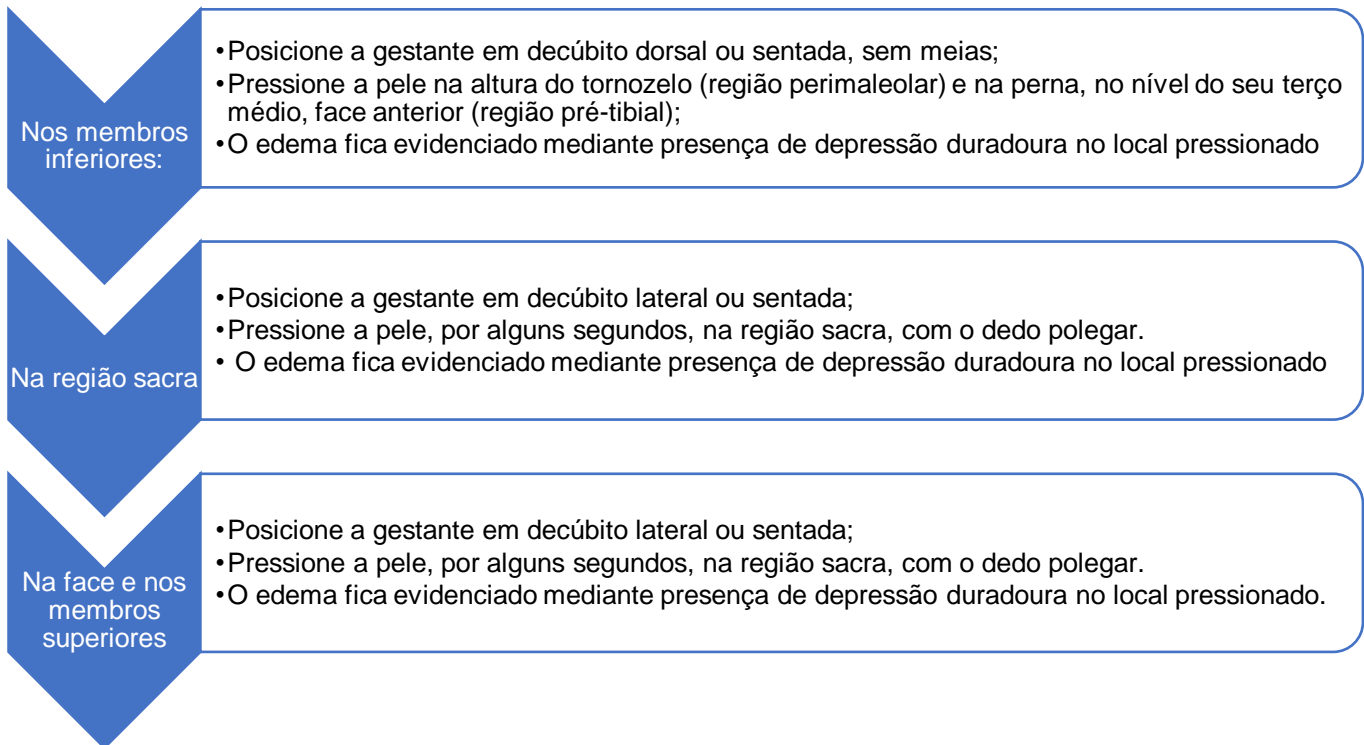 Nos membros
inferiores:
•Posicione a gestante em decúbito dorsal ou sentada, sem meias;
•Pressione a pele na altura do tornozelo (região perimaleolar) e na perna, no nível do seu terço
médio, face anterior (região pré-tibial);
•O edema fica evidenciado mediante presença de depressão duradoura no local pressionado
Na região sacra
•Posicione a gestante em decúbito lateral ou sentada;
•Pressione a pele, por alguns segundos, na região sacra, com o dedo polegar.
• O edema fica evidenciado mediante presença de depressão duradoura no local pressionado
Na face e nos
membros
superiores
•Posicione a gestante em decúbito lateral ou sentada;
•Pressione a pele, por alguns segundos, na região sacra, com o dedo polegar.
•O edema fica evidenciado mediante presença de depressão duradoura no local pressionado.